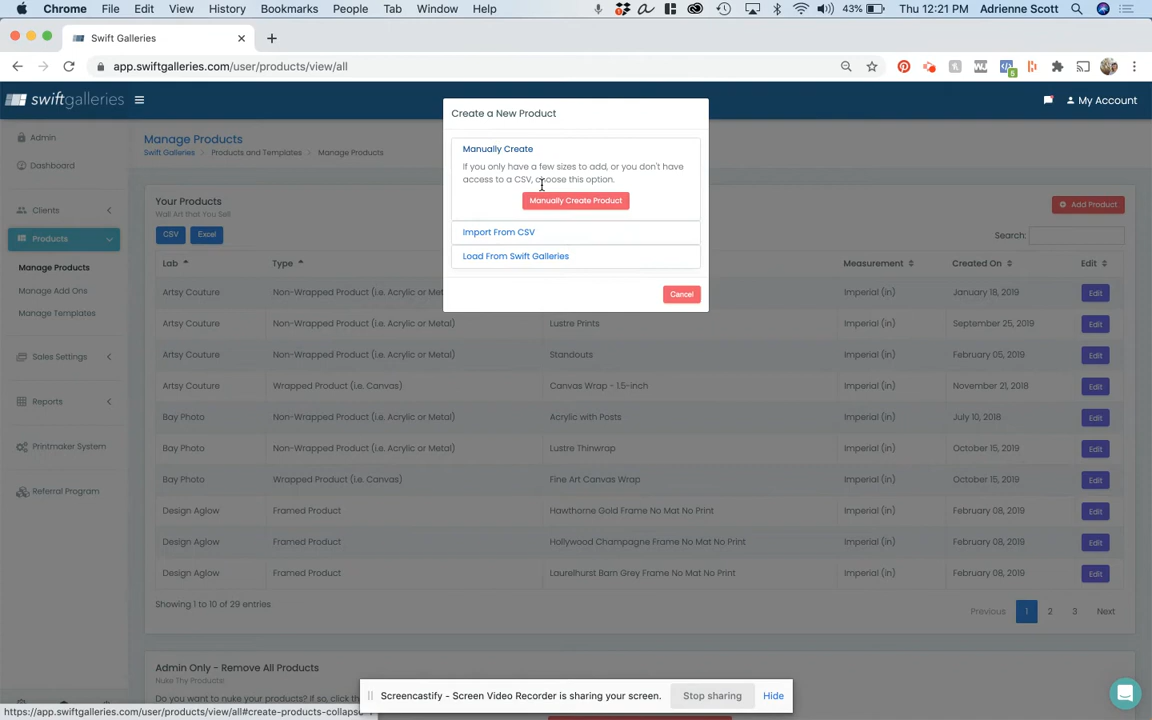 Chrome File Edit View History Bookmarks People Tab Window Help 43% Thu 12:21 PM Adrienne Scott
Swift Galleries
app.swiftgalleries.com/user/products/view/all
5
swiftgalleries My Account
Admin
Dashboard
Clients
Products
Manage Products
Manage Add Ons
Manage Templates
Sales Settings
Reports
Printmaker System
Referral Program
Manage Products
Swift Galleries > Products and Templates > Manage Products
Your Products
Wall Art that You Sell
Add Product
CSV Excel
Search:
Lab Type Measurement Created On Edit
Artsy Couture Non-Wrapped Product (i.e. Acrylic or Met Imperial (in) January 18, 2019 Edit
Artsy Couture Non-Wrapped Product (i.e. Acrylic or Metal) Lustre Prints Imperial (in) September 25, 2019 Edit
Artsy Couture Non-Wrapped Product (i.e. Acrylic or Metal) Standouts Imperial (in) February 05, 2019 Edit
Artsy Couture Wrapped Product (i.e. Canvas) Canvas Wrap - 1.5-inch Imperial (in) November 21, 2018 Edit
Bay Photo Non-Wrapped Product (i.e. Acrylic or Metal) Acrylic with Posts Imperial (in) July 10, 2018 Edit
Bay Photo Non-Wrapped Product (i.e. Acrylic or Metal) Lustre Thinwrap Imperial (in) October 15, 2019 Edit
Bay Photo Wrapped Product (i.e. Canvas) Fine Art Canvas Wrap Imperial (in) October 15, 2019 Edit
Design Aglow Framed Product Hawthorne Gold Frame No Mat No Print Imperial (in) February 08, 2019 Edit
Design Aglow Framed Product Hollywood Champagne Frame No Mat No Print Imperial (in) February 08, 2019 Edit
Design Aglow Framed Product Laurelhurst Barn Grey Frame No Mat No Print Imperial (in) February 08, 2019 Edit
Showing 1 to 10 of 29 entries
Previous 1 2 3 Next
Admin Only - Remove All Products
Nuke Thy Products!
Do you want to nuke your products? If so, click the
Create a New Product
Manually Create
If you only have a few sizes to add, or you don't have
access to a CSV, choose this option.
Manually Create Product
Import From CSV
Load From Swift Galleries
Cancel
Screencastify - Screen Video Recorder is sharing your screen. Stop sharing Hide
https://app.swiftgalleries.com/user/products/view/all#create-products-collapse